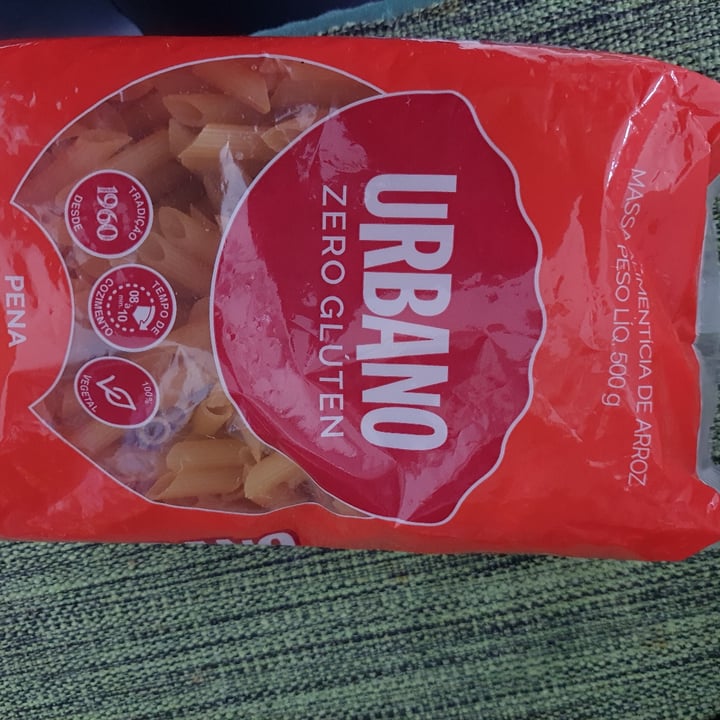 MASSA ALIMENTÍCIA DE ARROZ
PESO LÍQ. 500 g
URBANO
ZERO GLÚTEN
TRADIÇÃO
1960
DESDE
TEMPO DE
08 a 10
min.
COZIMENTO
100%
VEGETAL
PENA